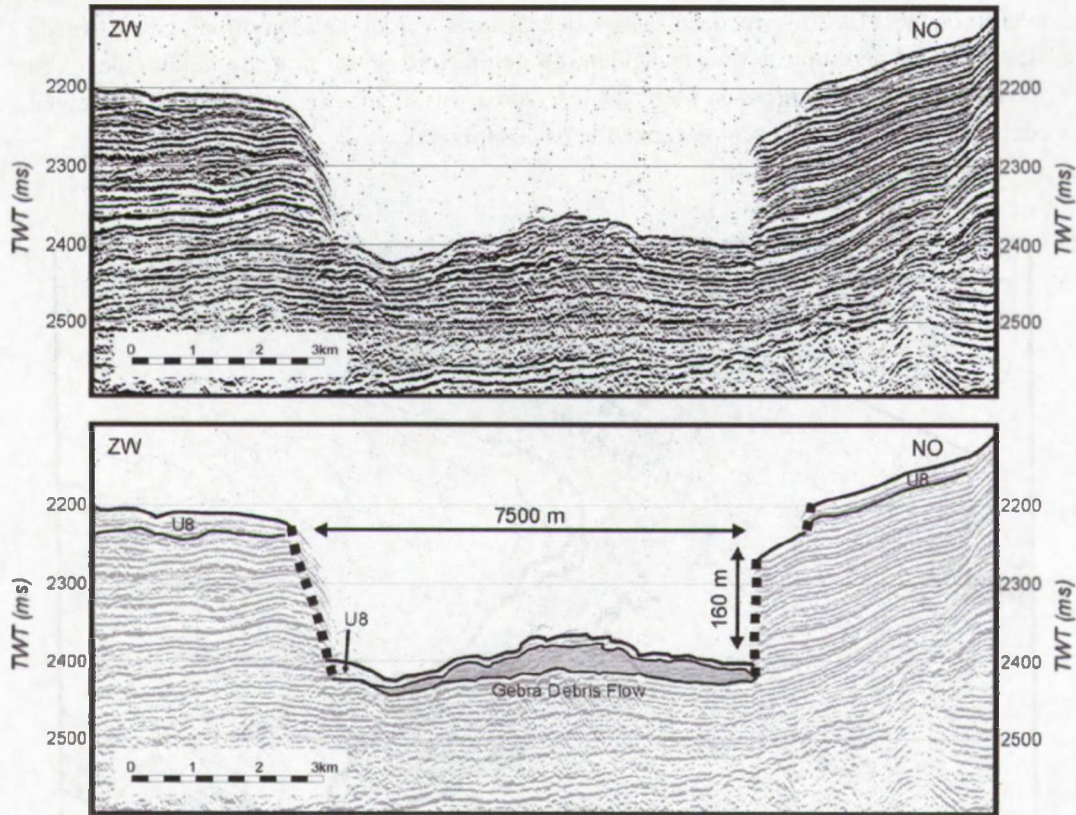 ZW NO
2200 2200
2300 2300
TWT (ms) TWT (ms)
2400 2400
2500 2500
0 1 2 3km
ZW NO
U8
2200 2200
7500 m
U8
2300 2300
160 m
TWT (ms) TWT (ms)
U8
2400 2400
Gebra Debris Flow
2500 2500
0 1 2 3km